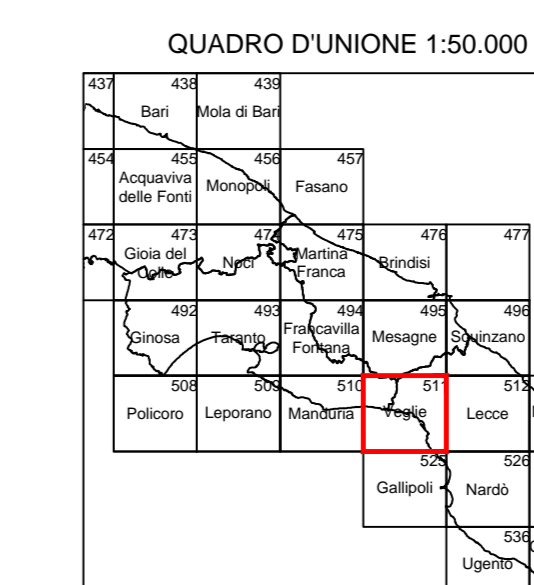 QUADRO D'UNIONE 1:50.000
437 438 439
Bari Mola di Bari
454 455 456 457
Acquaviva
delle Fonti Monopoli Fasano
472 473 474 475 476 477
Gioia del
Colle Noci Martina
Franca Brindisi
492 493 494 495 496
Ginosa Taranto Francavilla
Fontana Mesagne Squinzano
508 509 510 511 512
Policoro Leporano Manduria Veglie Lecce
525 526
Gallipoli Nardò
536
Ugento